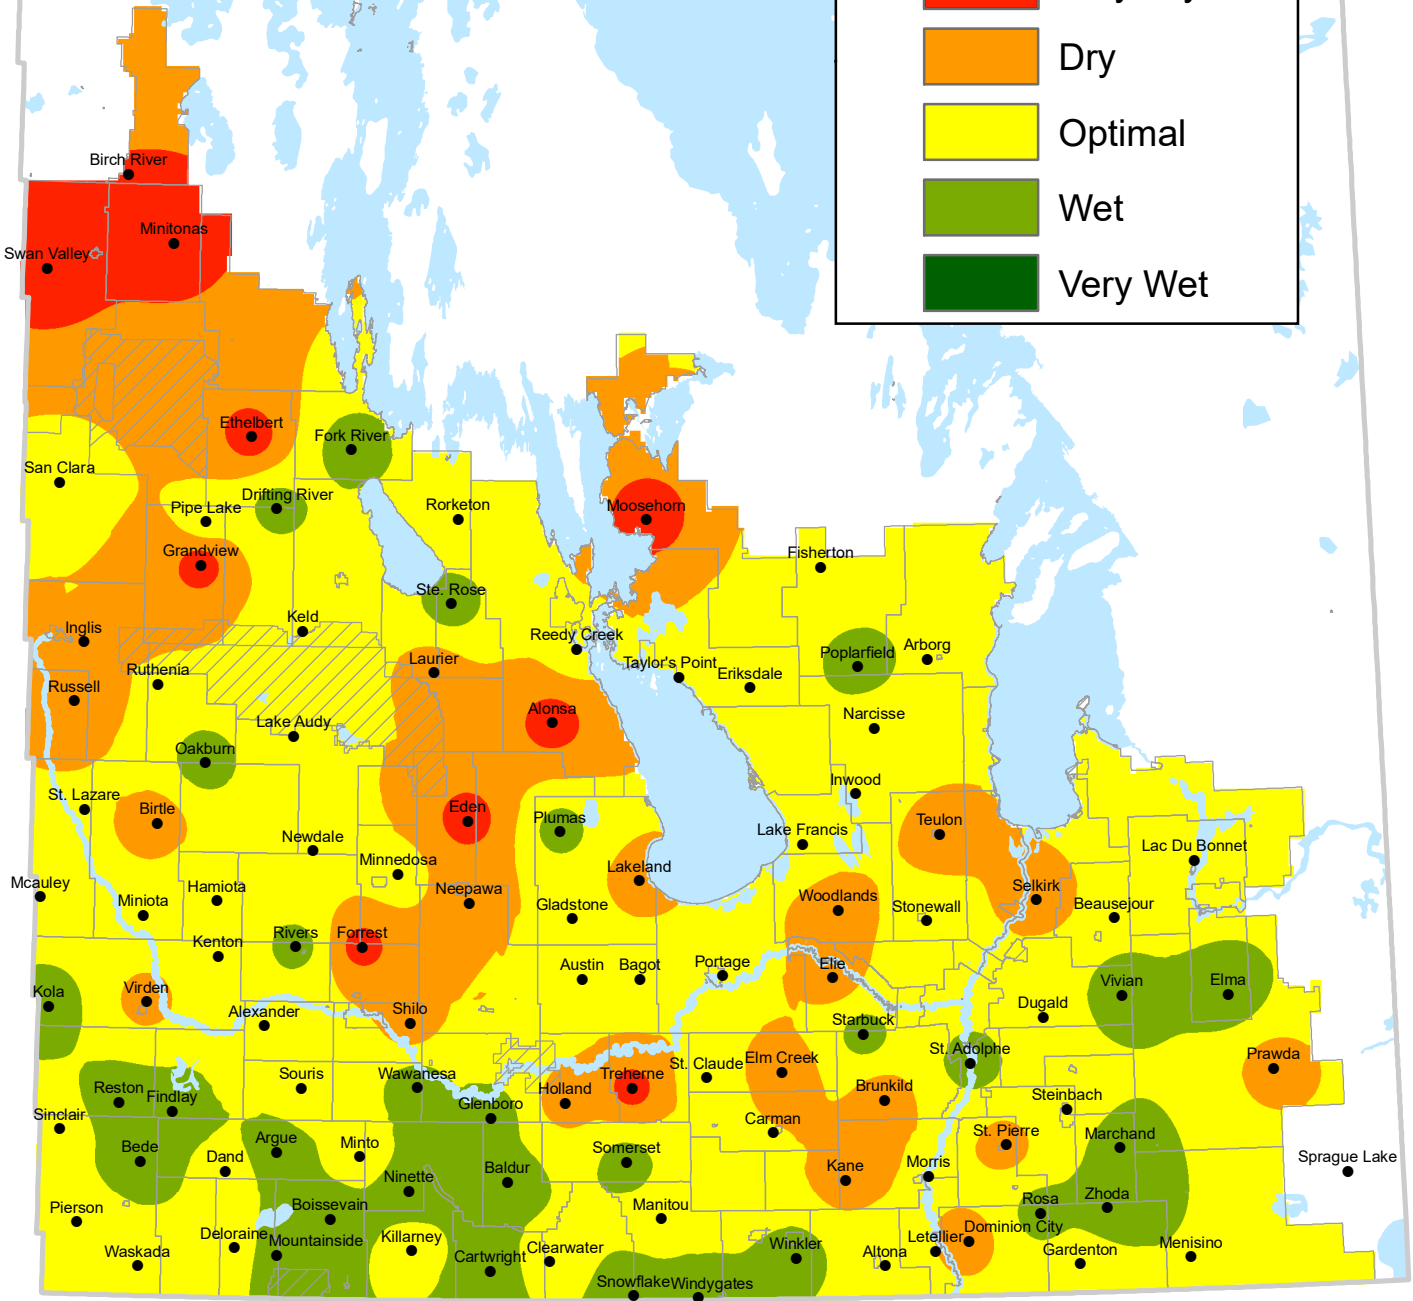 Dry
Optimal
Wet
Very Wet
Birch River
Minitonas
Swan Valley
Ethelbert
Fork River
San Clara
Drifting River
Pipe Lake
Rorketon
Moosehorn
Grandview
Fisherton
Ste. Rose
Keld
Inglis
Reedy Creek
Laurier
Taylor's Point
Eriksdale
Poplarfield
Arborg
Ruthenia
Russell
Alonsa
Narcisse
Lake Audy
Oakburn
Inwood
St. Lazare
Birtle
Eden
Plumas
Teulon
Newdale
Lake Francis
Lac Du Bonnet
Minnedosa
Lakeland
Mcauley
Hamiota
Neepawa
Selkirk
Miniota
Gladstone
Woodlands
Stonewall
Beausejour
Rivers
Forrest
Kenton
Austin
Bagot
Portage
Elie
Kola
Virden
Vivian
Elma
Alexander
Shilo
Dugald
Starbuck
St. Adolphe
Prawda
Souris
Wawanesa
Treherne
St. Claude
Elm Creek
Reston
Findlay
Holland
Brunkild
Glenboro
Steinbach
Sinclair
Carman
St. Pierre
Marchand
Argue
Minto
Bede
Dand
Somerset
Baldur
Kane
Morris
Sprague Lake
Ninette
Pierson
Boissevain
Manitou
Rosa
Zhoda
Deloraine
Mountainside
Killarney
Letellier
Dominion City
Waskada
Cartwright
Clearwater
Winkler
Altona
Gardenton
Menisino
Snowflake
Windygates